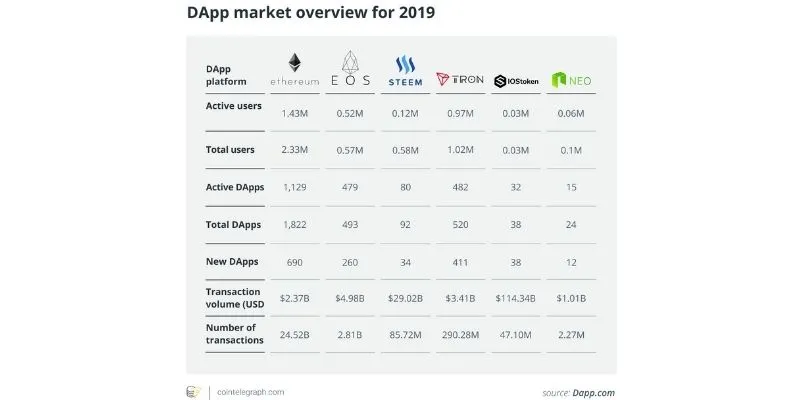 DApp market overview for 2019
DApp platform ethereum EOS STEEM TRON IOStoken NEO
Active users 1.43M 0.52M 0.12M 0.97M 0.03M 0.06M
Total users 2.33M 0.57M 0.58M 1.02M 0.03M 0.1M
Active DApps 1,129 479 80 482 32 15
Total DApps 1,822 493 92 520 38 24
New DApps 690 260 34 411 38 12
Transaction volume (USD $2.37B $4.98B $29.02B $3.41B $114.34B $1.01B
Number of transactions 24.52B 2.81B 85.72M 290.28M 47.10M 2.27M
cointelegraph.com source: Dapp.com